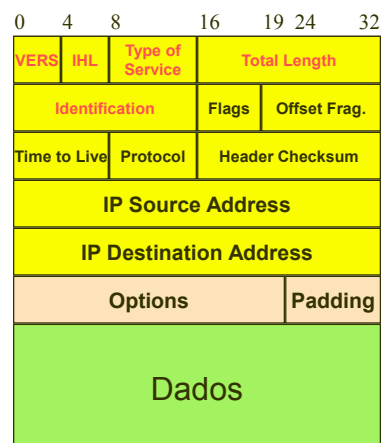 0 4 8 16 19 24 32
VERS IHL Type of Service Total Length
Identification Flags Offset Frag.
Time to Live Protocol Header Checksum
IP Source Address
IP Destination Address
Options Padding
Dados